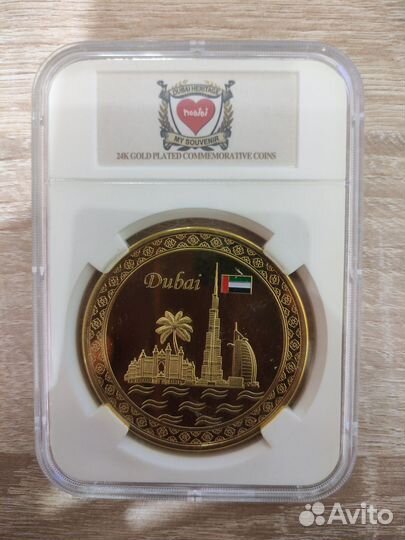 DUBAI HERITAGE
MY SOUVENIR
24K GOLD PLATED COMMEMORATIVE COINS
Dubai
Avito